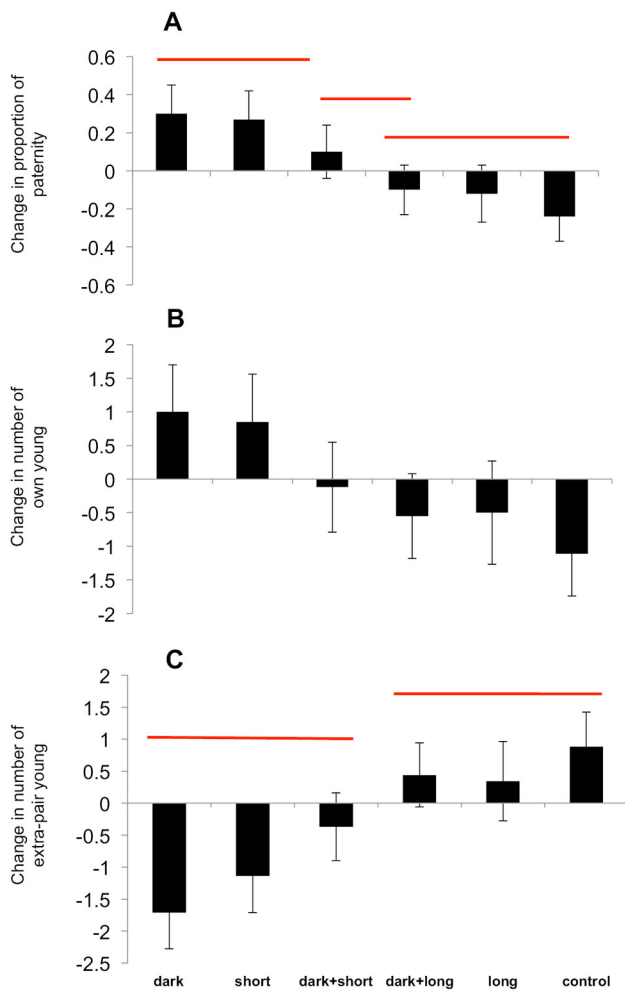 A
Change in proportion of
paternity
0.6
0.4
0.2
0
-0.2
-0.4
-0.6
B
Change in number of
own young
2
1.5
1
0.5
0
-0.5
-1
-1.5
-2
C
Change in number of
extra-pair young
2
1.5
1
0.5
0
-0.5
-1
-1.5
-2
-2.5
dark short dark+short dark+long long control